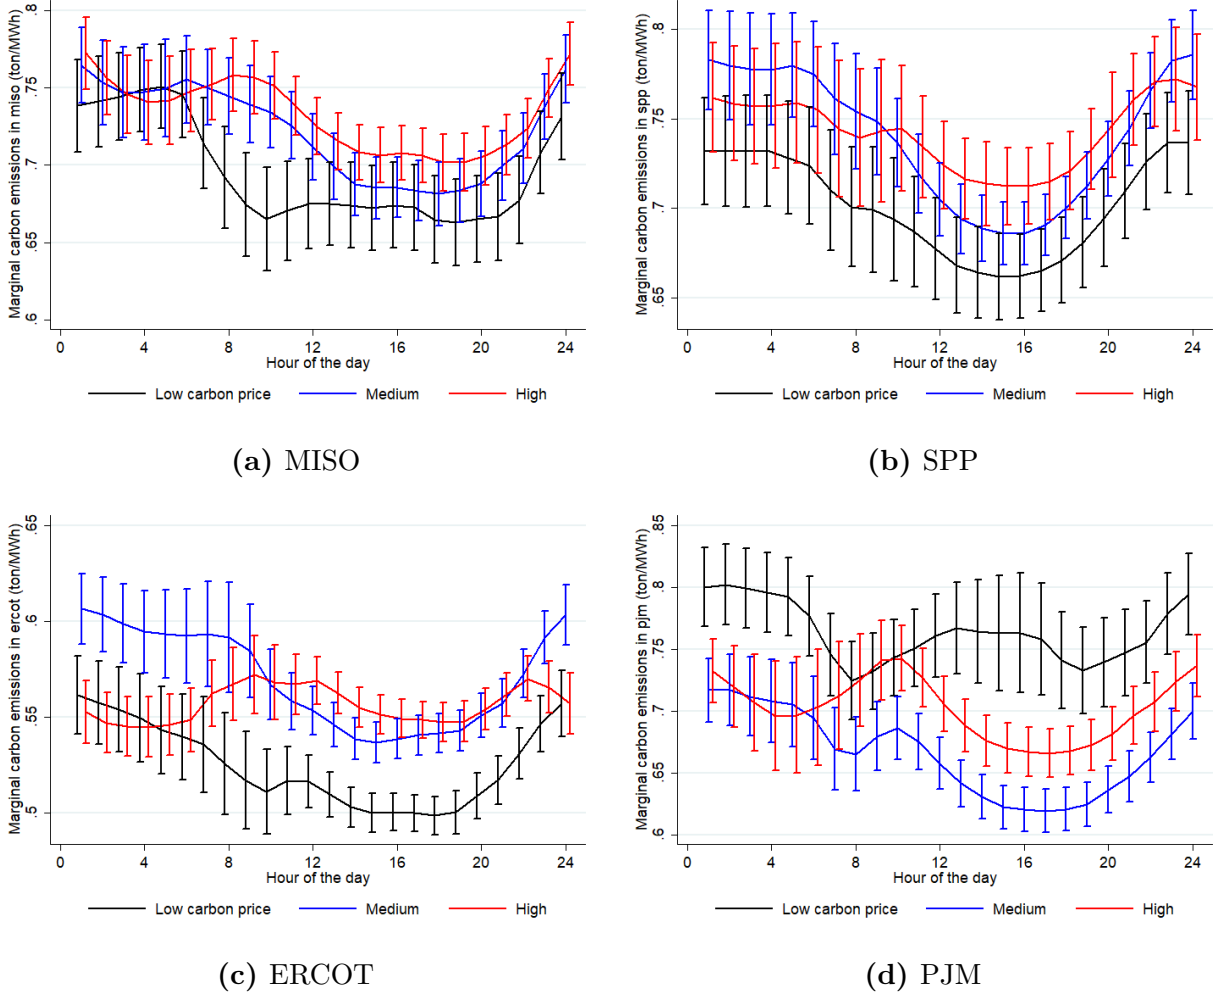 Marginal carbon emissions in miso (ton/MWh)
.8
.75
.7
.65
.6
0 4 8 12 16 20 24
Hour of the day
Low carbon price Medium High
(a) MISO
Marginal carbon emissions in spp (ton/MWh)
.8
.75
.7
.65
0 4 8 12 16 20 24
Hour of the day
Low carbon price Medium High
(b) SPP
Marginal carbon emissions in ercot (ton/MWh)
.65
.6
.55
.5
0 4 8 12 16 20 24
Hour of the day
Low carbon price Medium High
(c) ERCOT
Marginal carbon emissions in pjm (ton/MWh)
.85
.8
.75
.7
.65
.6
0 4 8 12 16 20 24
Hour of the day
Low carbon price Medium High
(d) PJM